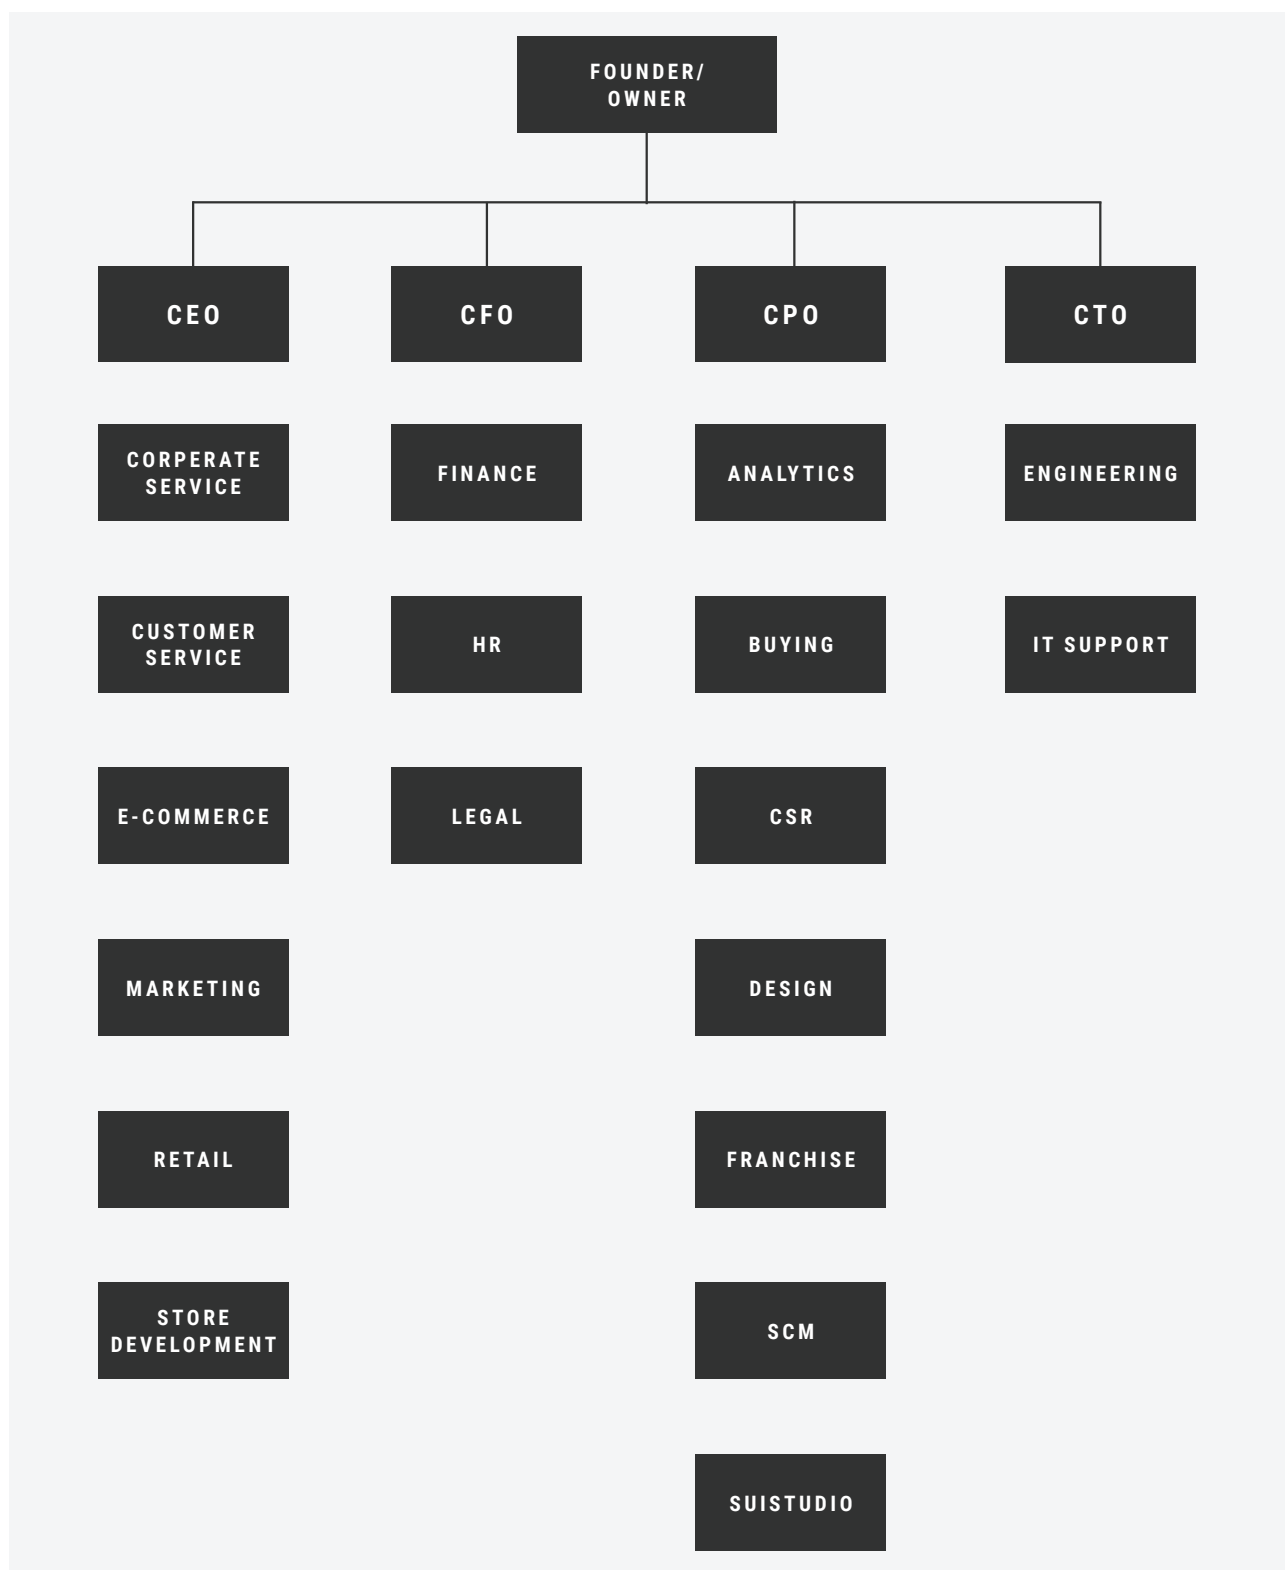 FOUNDER/
OWNER
CEO
CFO
CPO
CTO
CORPERATE
SERVICE
FINANCE
ANALYTICS
ENGINEERING
CUSTOMER
SERVICE
HR
BUYING
IT SUPPORT
E-COMMERCE
LEGAL
CSR
MARKETING
DESIGN
RETAIL
FRANCHISE
STORE
DEVELOPMENT
SCM
SUISTUDIO